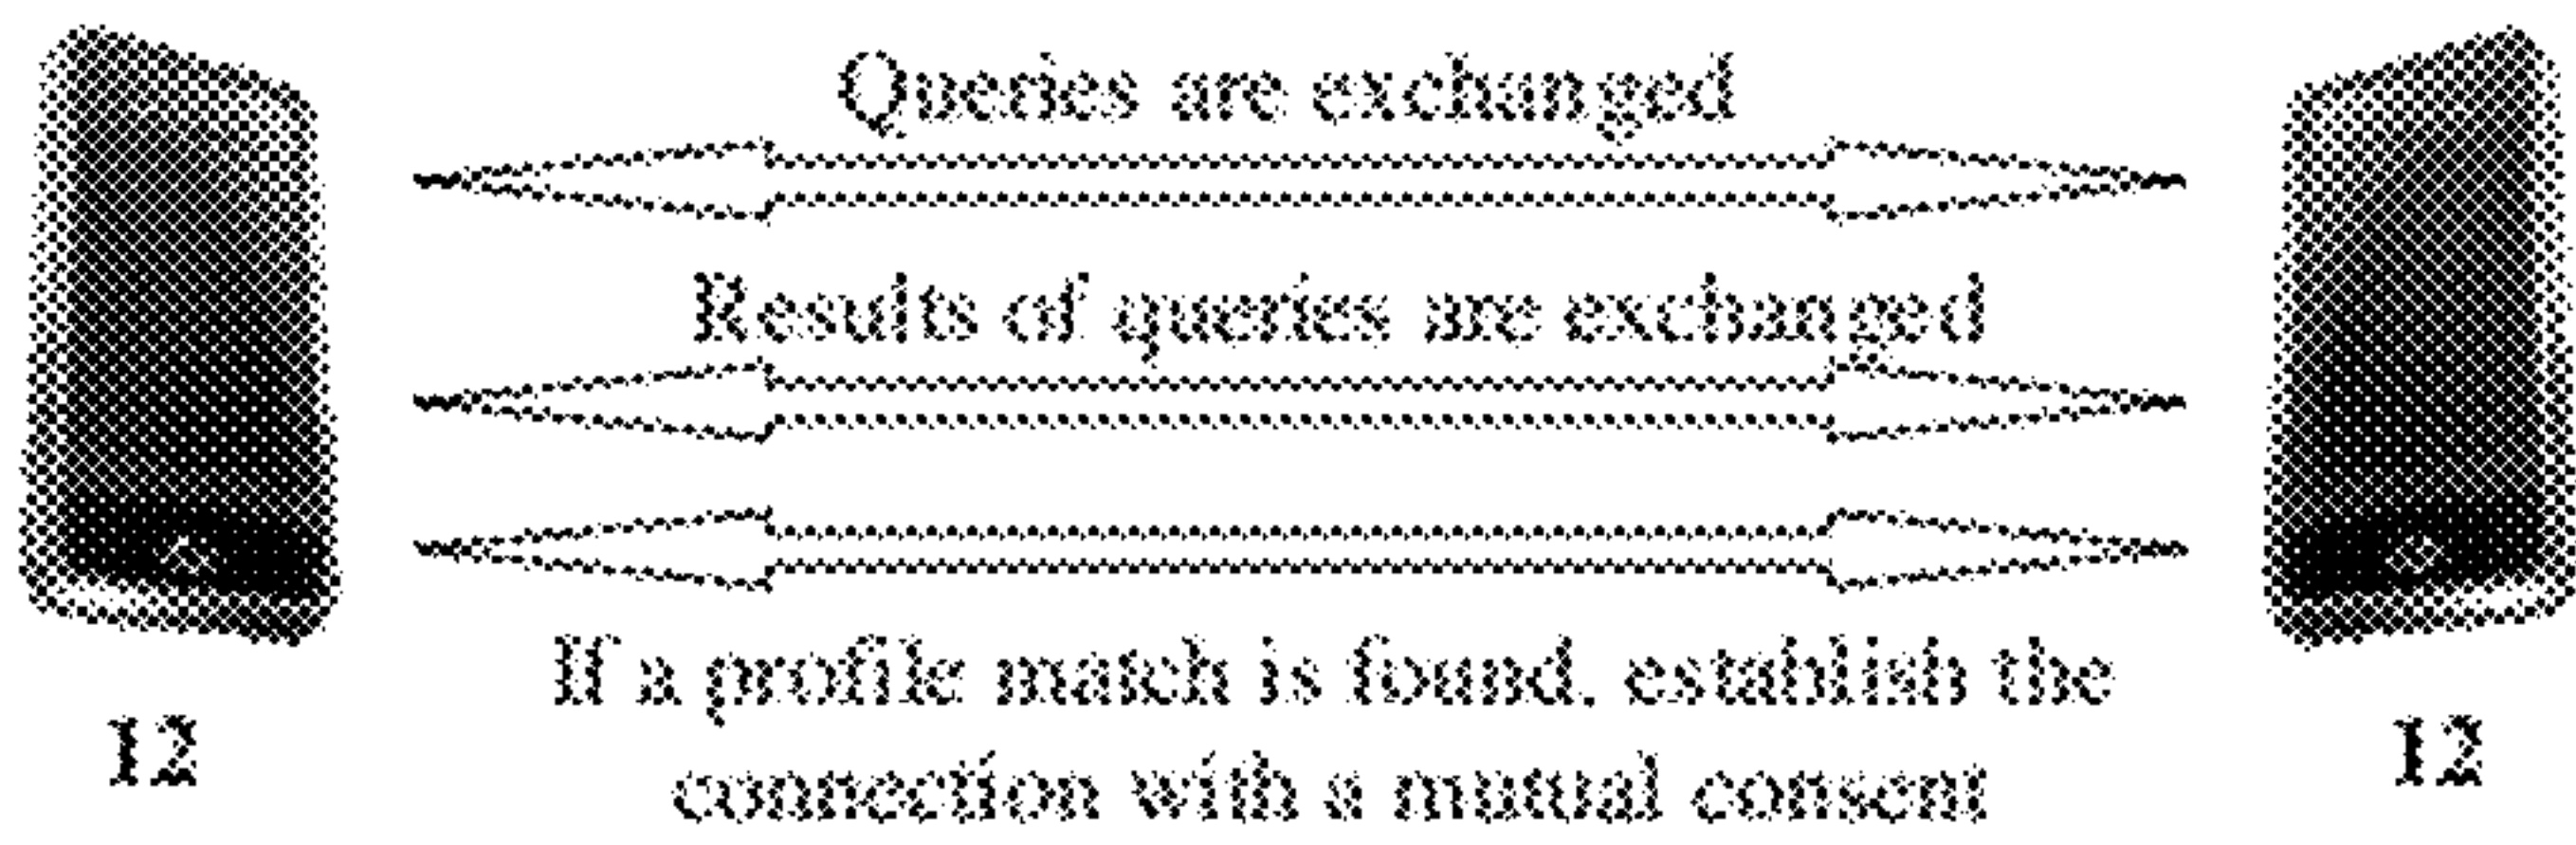 Queries are exchanged
Results of queries are exchanged
If a profile match is found, establish the
connection with a mutual consent
12
12